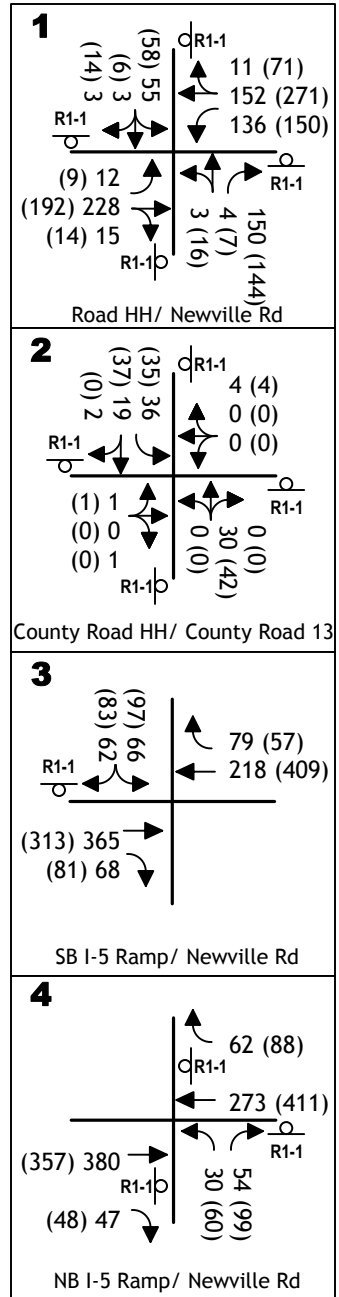 1
(14) 3
(6) 3
(58) 55
R1-1
11 (71)
152 (271)
136 (150)
R1-1
R1-1
(9) 12
(192) 228
(14) 15
R1-1
3 (16)
4 (7)
150 (144)
Road HH/ Newville Rd
2
(0) 2
(37) 19
(35) 36
R1-1
4 (4)
0 (0)
0 (0)
R1-1
R1-1
(1) 1
(0) 0
(0) 1
R1-1
0 (0)
30 (42)
0 (0)
County Road HH/ County Road 13
3
(83) 62
(97) 66
79 (57)
218 (409)
R1-1
(313) 365
(81) 68
SB I-5 Ramp/ Newville Rd
4
62 (88)
R1-1
273 (411)
R1-1
(357) 380
R1-1
(48) 47
30 (60)
54 (99)
NB I-5 Ramp/ Newville Rd